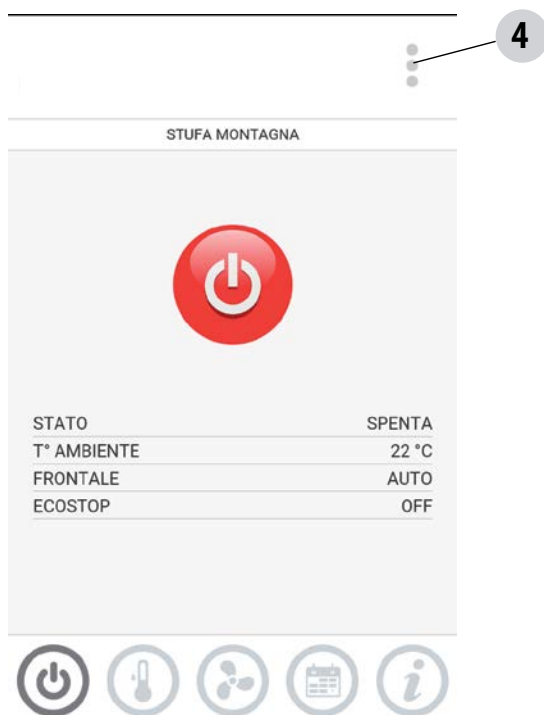 4
STUFA MONTAGNA
STATO SPENTA
T° AMBIENTE 22 °C
FRONTALE AUTO
ECOSTOP OFF
i